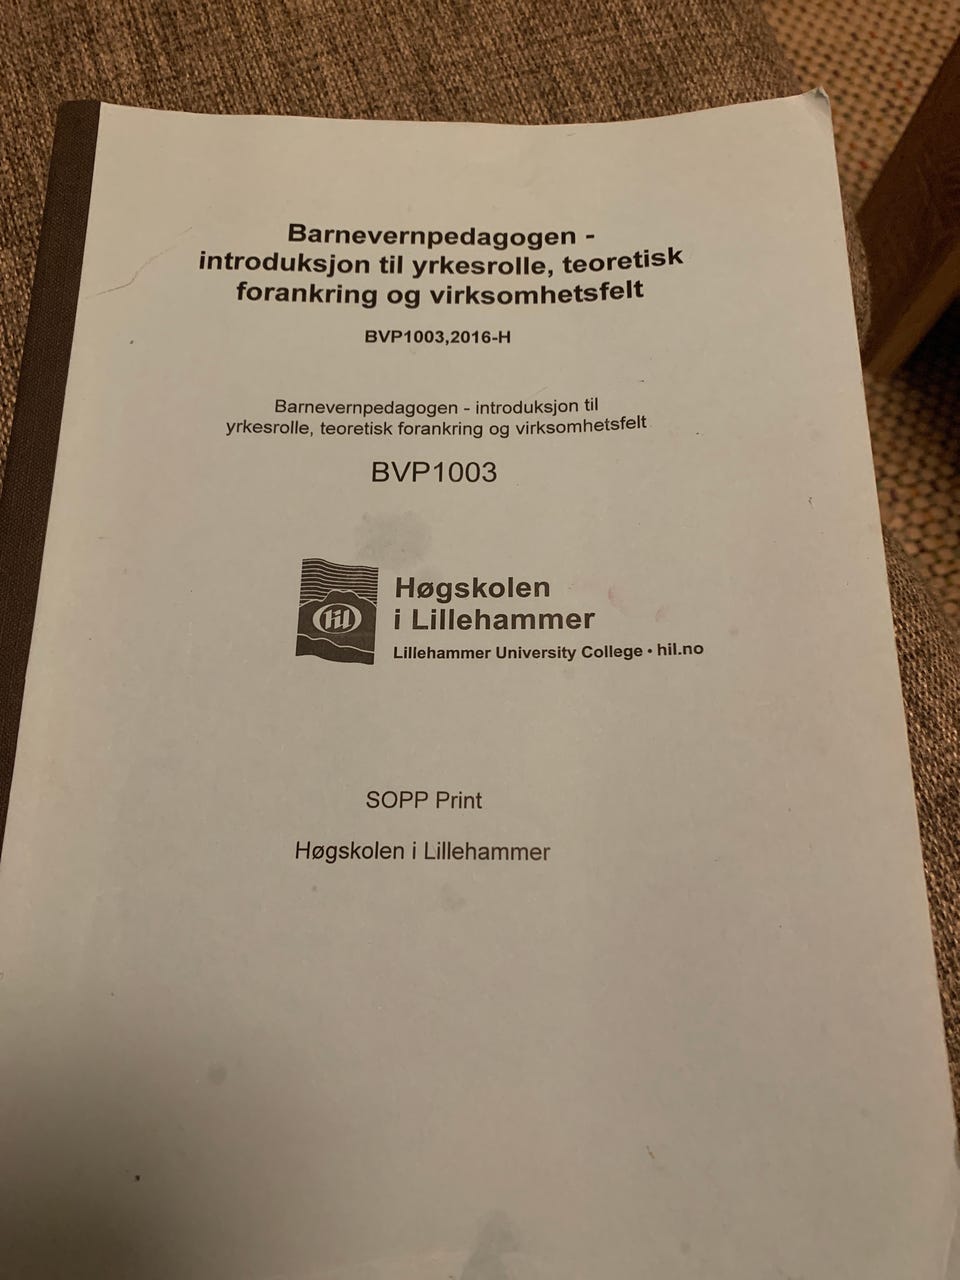 Barnevernpedagogen -
introduksjon til yrkesrolle, teoretisk
forankring og virksomhetsfelt
BVP1003,2016-H
Barnevernpedagogen - introduksjon til
yrkesrolle, teoretisk forankring og virksomhetsfelt
BVP1003
hil
Høgskolen
i Lillehammer
Lillehammer University College • hil.no
SOPP Print
Høgskolen i Lillehammer